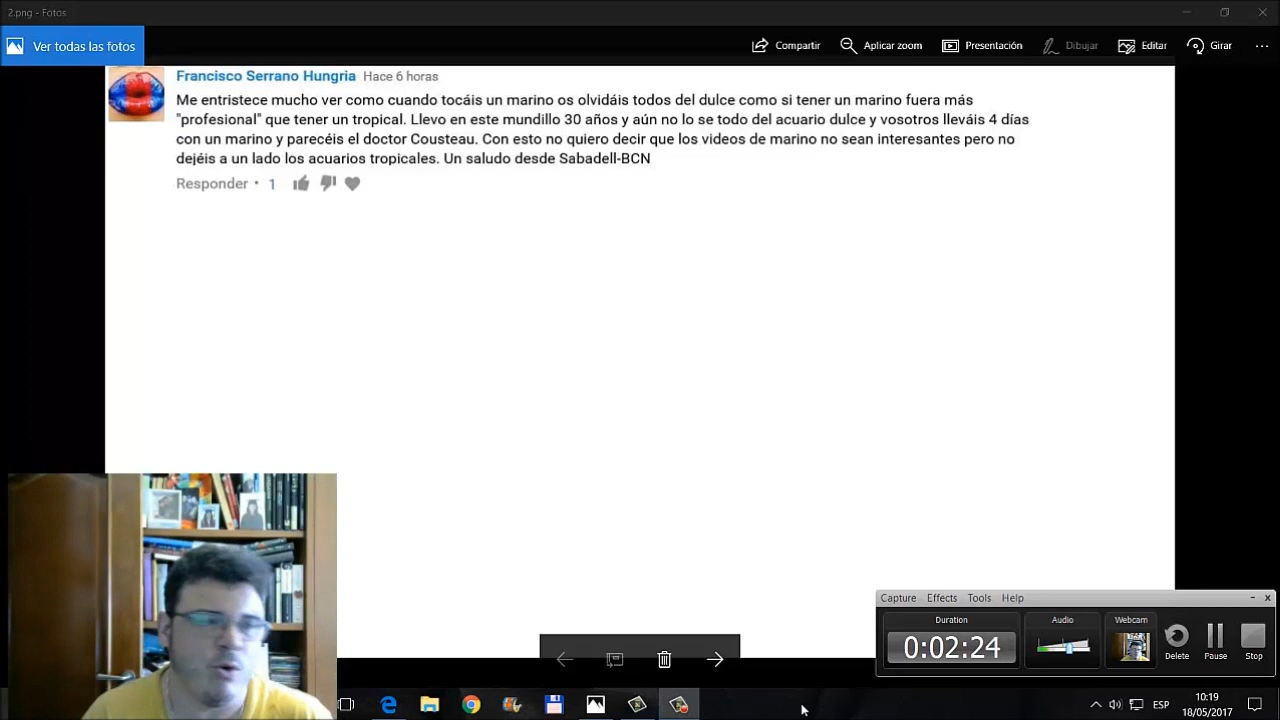 2.png - Fotos
Ver todas las fotos
Compartir
Aplicar zoom
Presentación
Dibujar
Editar
Girar
Francisco Serrano Hungria Hace 6 horas
Me entristece mucho ver como cuando tocáis un marino os olvidáis todos del dulce como si tener un marino fuera más
"profesional" que tener un tropical. Llevo en este mundillo 30 años y aún no lo se todo del acuario dulce y vosotros lleváis 4 días
con un marino y parecéis el doctor Cousteau. Con esto no quiero decir que los videos de marino no sean interesantes pero no
dejéis a un lado los acuarios tropicales. Un saludo desde Sabadell-BCN
Responder • 1
Capture Effects Tools Help
Duration
0:02:24
Audio
Webcam
Delete
Pause
Stop
ESP
10:19
18/05/2017